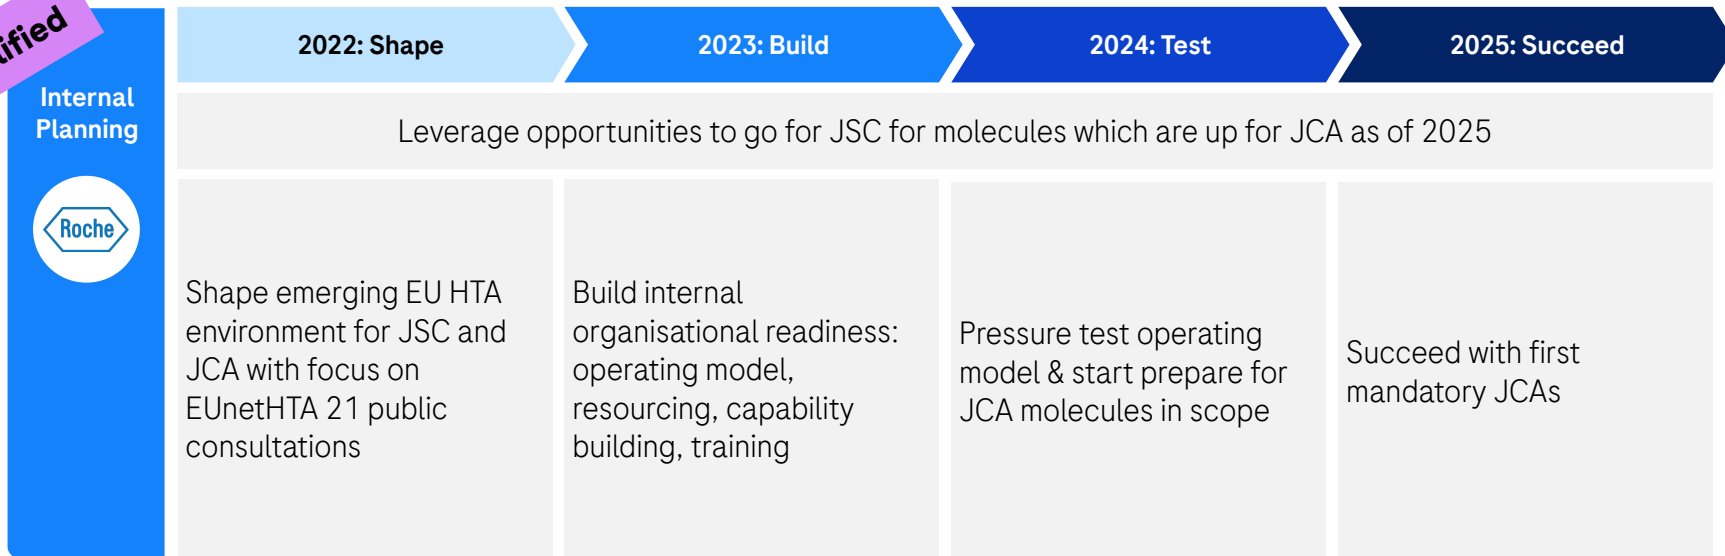 2022: Shape
2023: Build
2024: Test
2025: Succeed
Internal
Planning
Roche
Leverage opportunities to go for JSC for molecules which are up for JCA as of 2025
Shape emerging EU HTA
environment for JSC and
JCA with focus on
EUnetHTA 21 public
consultations
Build internal
organisational readiness:
operating model,
resourcing, capability
building, training
Pressure test operating
model & start prepare for
JCA molecules in scope
Succeed with first
mandatory JCAs